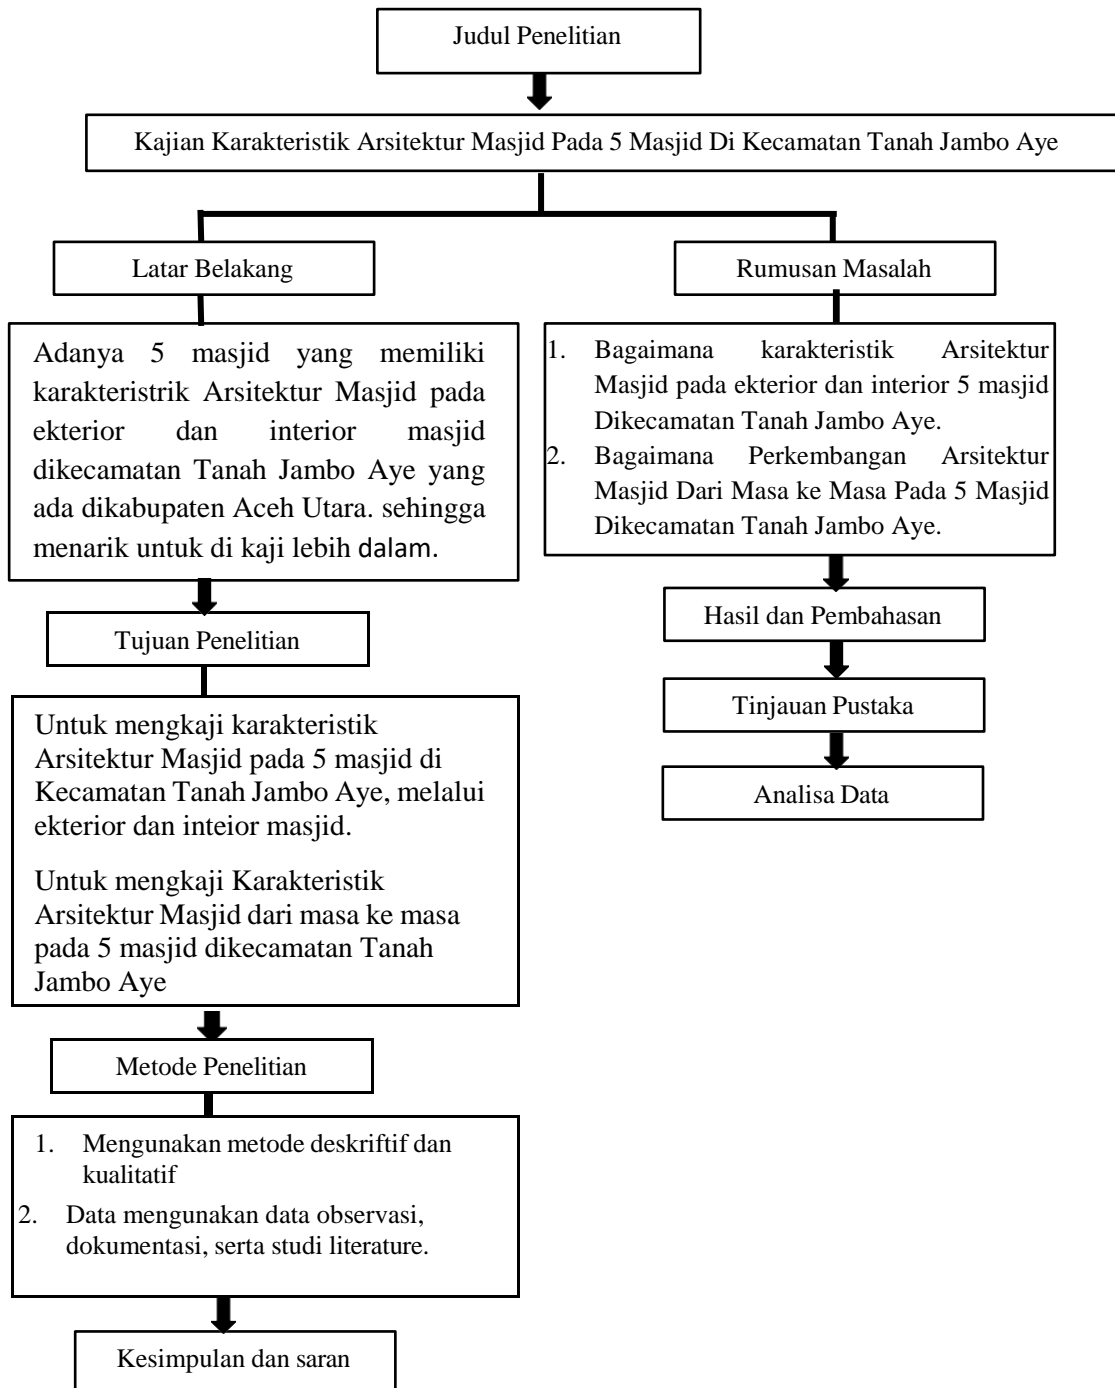 Judul Penelitian
Kajian Karakteristik Arsitektur Masjid Pada 5 Masjid Di Kecamatan Tanah Jambo Aye
Latar Belakang
Adanya 5 masjid yang memiliki
karakteristrik Arsitektur Masjid pada
ekterior dan interior masjid
dikecamatan Tanah Jambo Aye yang
ada dikabupaten Aceh Utara. sehingga
menarik untuk di kaji lebih dalam.
Tujuan Penelitian
Untuk mengkaji karakteristik
Arsitektur Masjid pada 5 masjid di
Kecamatan Tanah Jambo Aye, melalui
ekterior dan inteior masjid.
Untuk mengkaji Karakteristik
Arsitektur Masjid dari masa ke masa
pada 5 masjid dikecamatan Tanah
Jambo Aye
Metode Penelitian
1. Mengunakan metode deskriftif dan
kualitatif
2. Data mengunakan data observasi,
dokumentasi, serta studi literature.
Kesimpulan dan saran
Rumusan Masalah
1. Bagaimana karakteristik Arsitektur
Masjid pada ekterior dan interior 5 masjid
Dikecamatan Tanah Jambo Aye.
2. Bagaimana Perkembangan Arsitektur
Masjid Dari Masa ke Masa Pada 5 Masjid
Dikecamatan Tanah Jambo Aye.
Hasil dan Pembahasan
Tinjauan Pustaka
Analisa Data